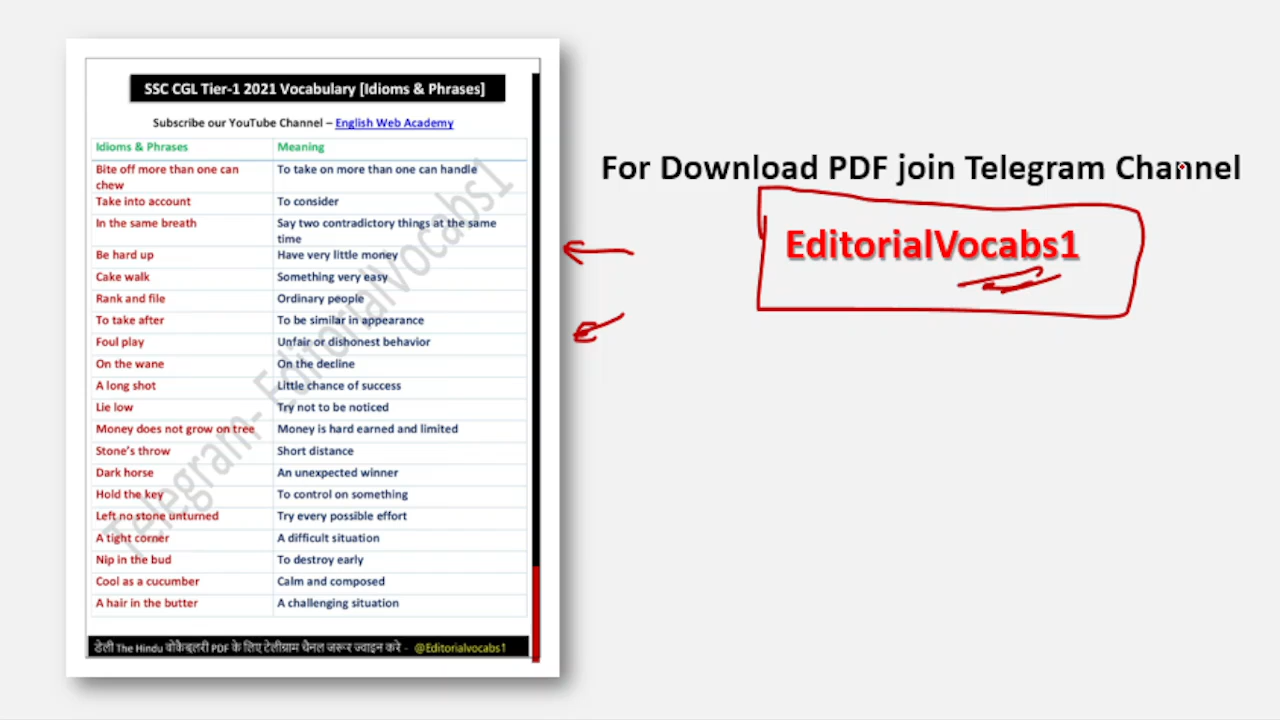 SSC CGL Tier-1 2021 Vocabulary [Idioms & Phrases]
Subscribe our YouTube Channel – English Web Academy
Idioms & Phrases Meaning
Bite off more than one can chew To take on more than one can handle
Take into account To consider
In the same breath Say two contradictory things at the same time
Be hard up Have very little money
Cake walk Something very easy
Rank and file Ordinary people
To take after To be similar in appearance
Foul play Unfair or dishonest behavior
On the wane On the decline
A long shot Little chance of success
Lie low Try not to be noticed
Money does not grow on tree Money is hard earned and limited
Stone's throw Short distance
Dark horse An unexpected winner
Hold the key To control on something
Left no stone unturned Try every possible effort
A tight corner A difficult situation
Nip in the bud To destroy early
Cool as a cucumber Calm and composed
A hair in the butter A challenging situation
डेली The Hindu वोकैबुलरी PDF के लिए टेलीग्राम चैनल जरूर ज्वाइन करे - @Editorialvocabs1
Telegram- EditorialVocabs1
For Download PDF join Telegram Channel
EditorialVocabs1